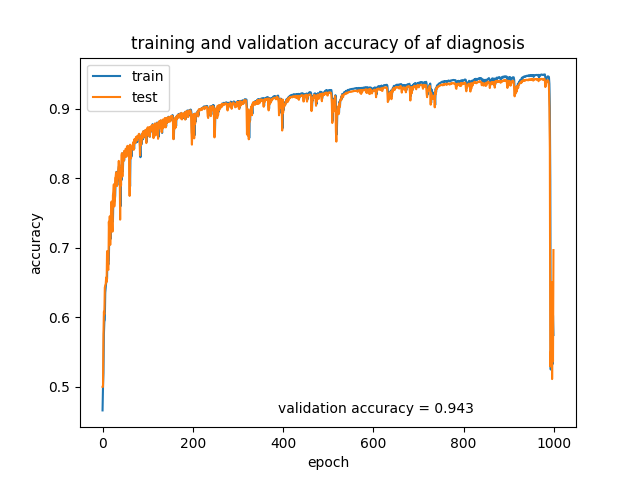 training and validation accuracy of af diagnosis
train
test
0.9
0.8
0.7
0.6
0.5
accuracy
validation accuracy = 0.943
0 200 400 600 800 1000
epoch